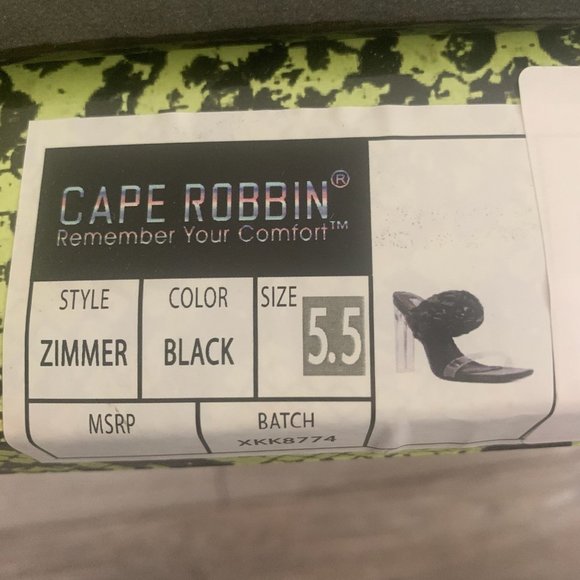 CAPE ROBBIN®
Remember Your Comfort™
STYLE COLOR SIZE
ZIMMER BLACK 5.5
MSRP BATCH
XKK8774